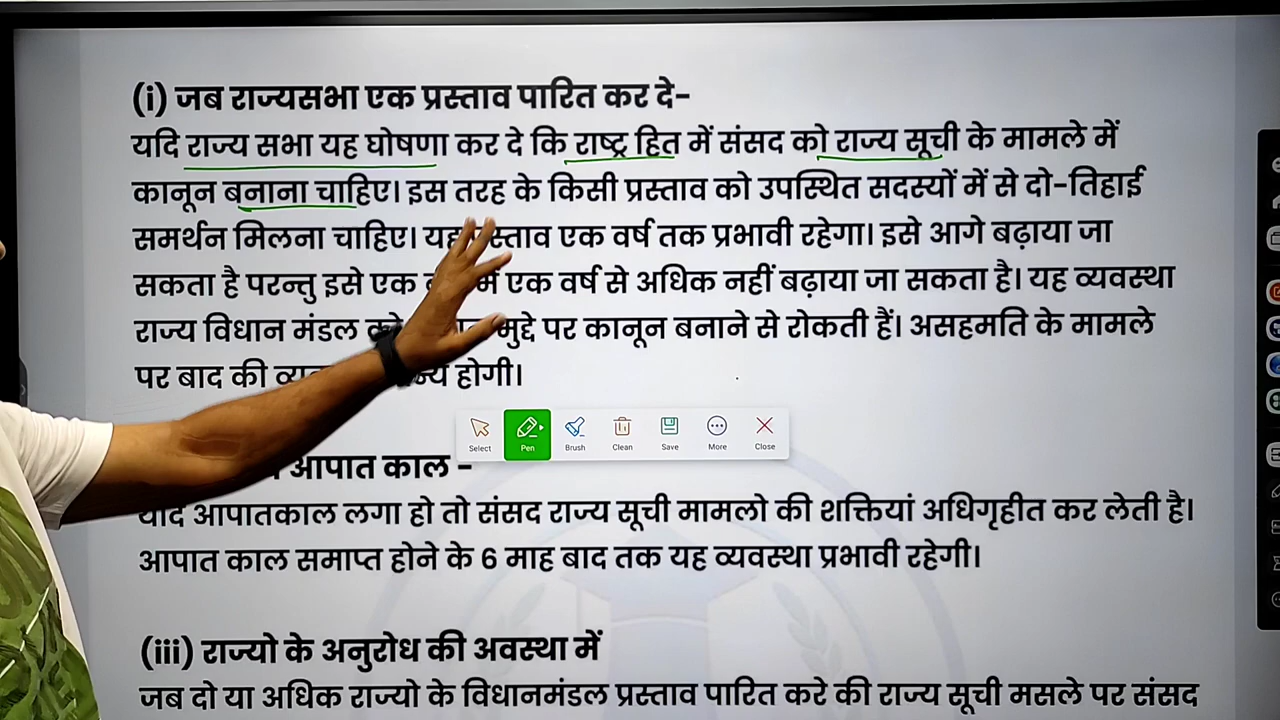 (i) जब राज्यसभा एक प्रस्ताव पारित कर दे-
यदि राज्य सभा यह घोषणा कर दे कि राष्ट्र हित में संसद को राज्य सूची के मामले में
कानून बनाना चाहिए। इस तरह के किसी प्रस्ताव को उपस्थित सदस्यों में से दो-तिहाई
समर्थन मिलना चाहिए। यह एक वर्ष तक प्रभावी रहेगा। इसे आगे बढ़ाया जा
सकता है परन्तु इसे एक में एक वर्ष से अधिक नहीं बढ़ाया जा सकता है। यह व्यवस्था
राज्य विधान मंडल मुद्दे पर कानून बनाने से रोकती हैं। असहमति के मामले
पर बाद की होगी।
Select Pen Brush Clean Save More Close
आपात काल -
यदि आपातकाल लगा हो तो संसद राज्य सूची मामलो की शक्तियां अधिगृहीत कर लेती है।
आपात काल समाप्त होने के 6 माह बाद तक यह व्यवस्था प्रभावी रहेगी।
(iii) राज्यो के अनुरोध की अवस्था में
जब दो या अधिक राज्यो के विधानमंडल प्रस्ताव पारित करे की राज्य सूची मसले पर संसद